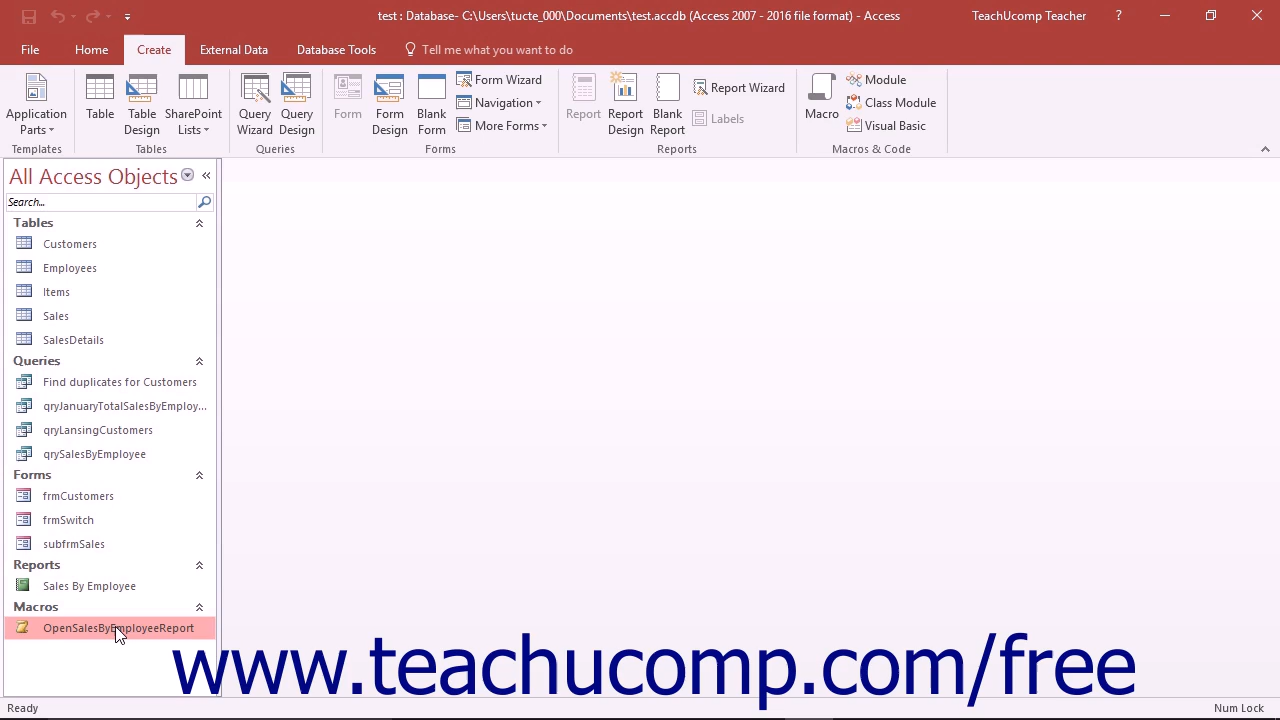 test : Database- C:\Users\tucte_000\Documents\test.accdb (Access 2007 - 2016 file format) - Access
TeachUcomp Teacher
?
File
Home
Create
External Data
Database Tools
Tell me what you want to do
Application
Parts
Templates
Table
Table
Design
SharePoint
Lists
Tables
Query
Wizard
Query
Design
Queries
Form
Form
Design
Blank
Form
Form Wizard
Navigation
More Forms
Forms
Report
Report
Design
Blank
Report
Report Wizard
Labels
Reports
Macro
Module
Class Module
Visual Basic
Macros & Code
All Access Objects
Search...
Tables
Customers
Employees
Items
Sales
SalesDetails
Queries
Find duplicates for Customers
qryJanuaryTotalSalesByEmploy...
qryLansingCustomers
qrySalesByEmployee
Forms
frmCustomers
frmSwitch
subfrmSales
Reports
Sales By Employee
Macros
OpenSalesByEmployeeReport
www.teachucomp.com/free
Ready
Num Lock